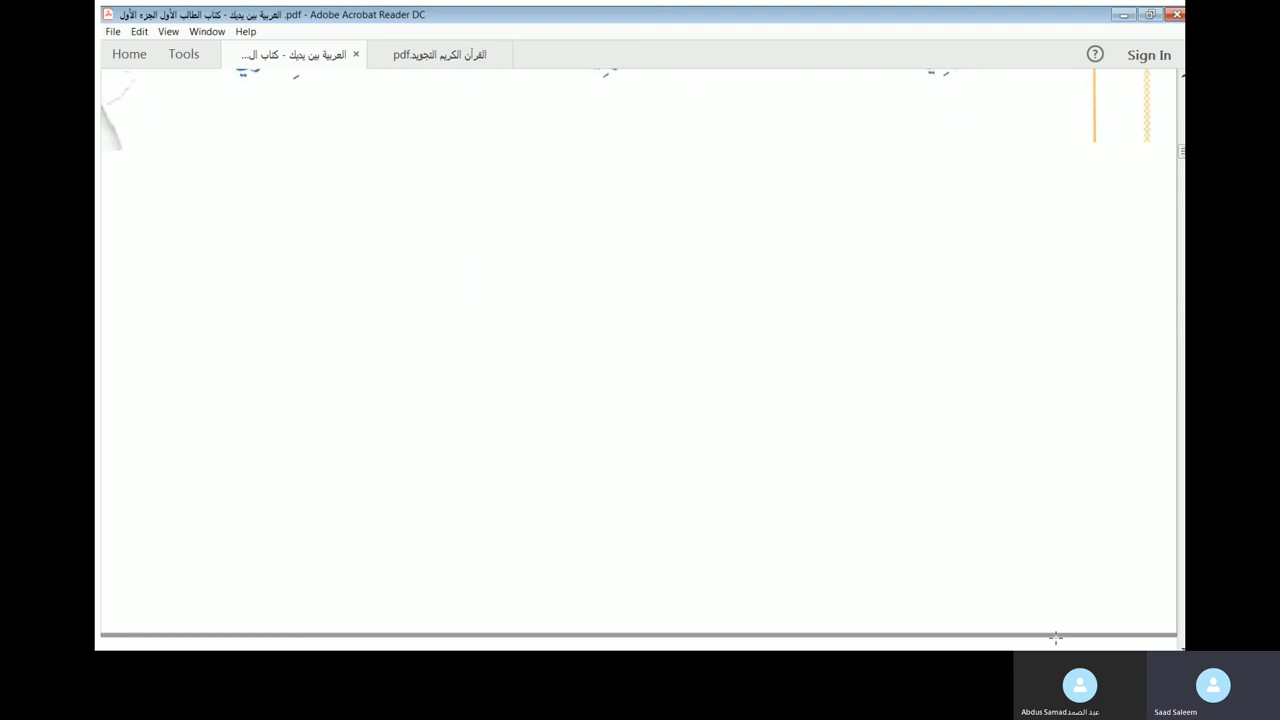 العربية بين يديك - كتاب الطالب الأول الجزء الأول .pdf - Adobe Acrobat Reader DC
File Edit View Window Help
Home Tools العربية بين يديك - كتاب ال... × القرآن الكريم التجويد.pdf ? Sign In
Abdus Samad عبد الصمد Saad Saleem